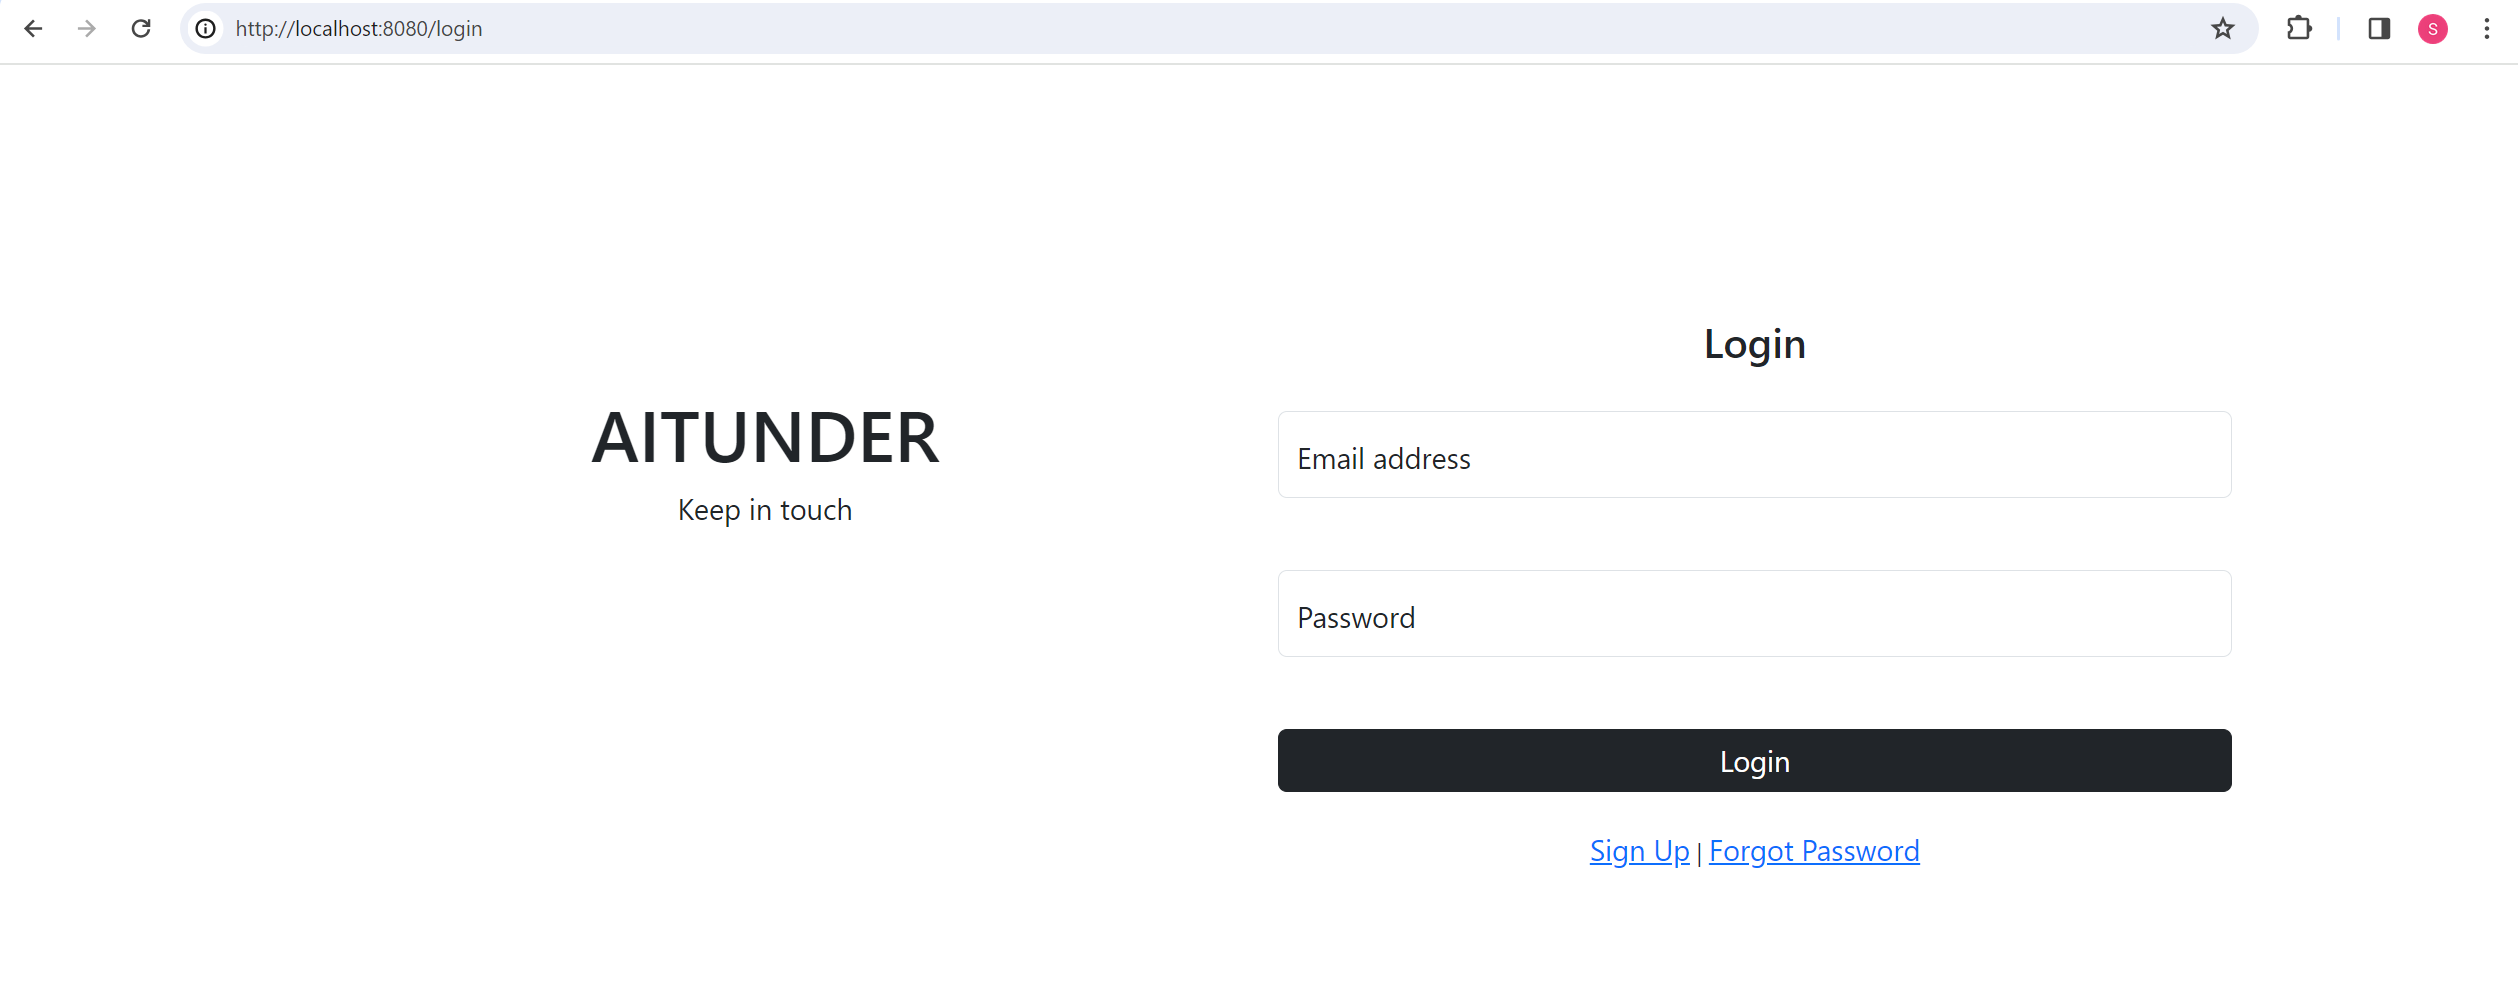 http://localhost:8080/login
S
AITUNDER
Keep in touch
Login
Email address
Password
Login
Sign Up | Forgot Password